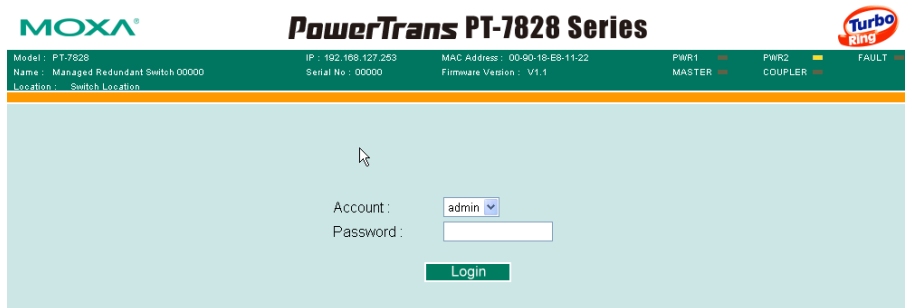 MOXA®
PowerTrans PT-7828 Series
Turbo Ring
Model : PT-7828
IP : 192.168.127.253
MAC Address : 00-90-18-E8-11-22
PWR1
PWR2
FAULT
Name : Managed Redundant Switch 00000
Serial No : 00000
Firmware Version : V1.1
MASTER
COUPLER
Location : Switch Location
Account :
admin
Password :
Login